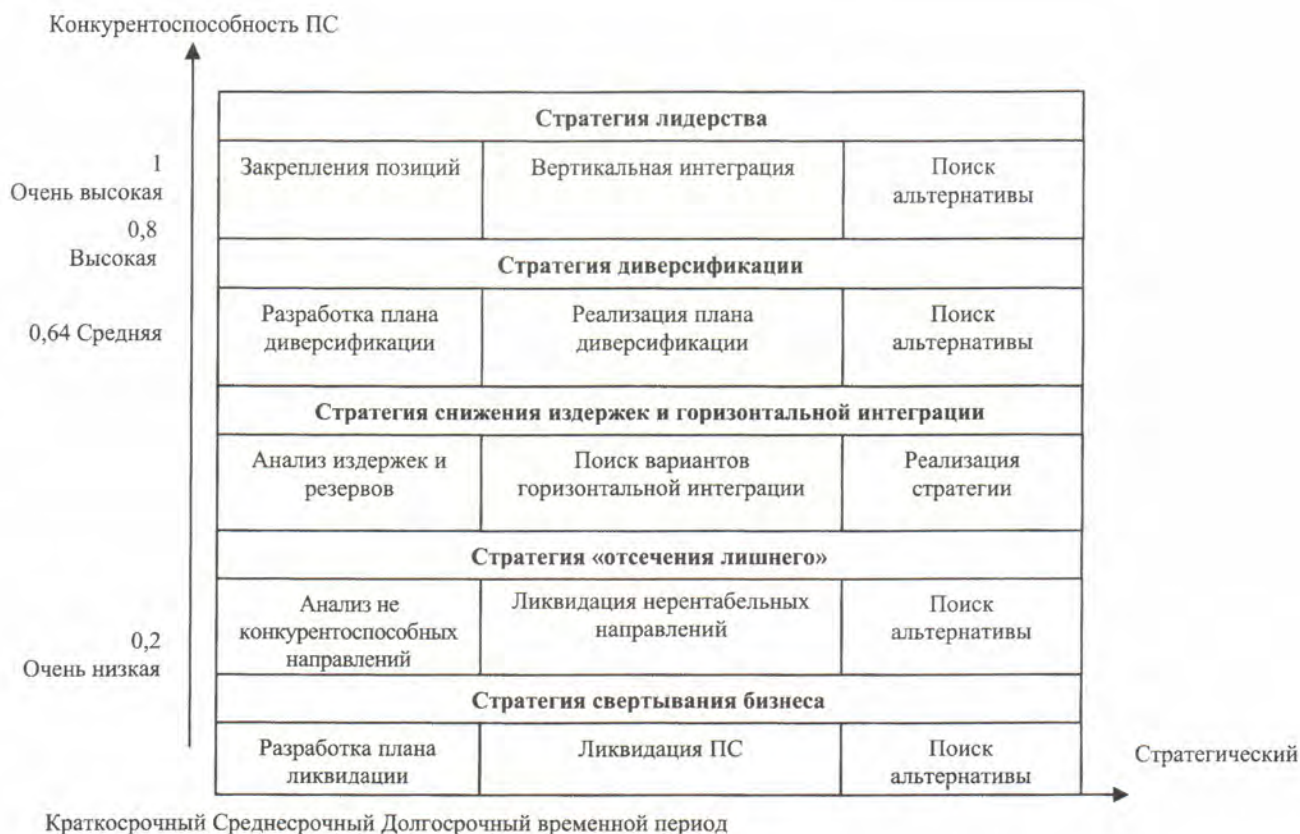 Конкурентоспособность ПС
Стратегия лидерства
1
Очень высокая
0,8
Высокая
Закрепления позиций
Вертикальная интеграция
Поиск
альтернативы
Стратегия диверсификации
0,64 Средняя
Разработка плана
диверсификации
Реализация плана
диверсификации
Поиск
альтернативы
Стратегия снижения издержек и горизонтальной интеграции
Анализ издержек и
резервов
Поиск вариантов
горизонтальной интеграции
Реализация
стратегии
Стратегия «отсечения лишнего»
0,2
Очень низкая
Анализ не
конкурентоспособных
направлений
Ликвидация нерентабельных
направлений
Поиск
альтернативы
Стратегия свертывания бизнеса
Разработка плана
ликвидации
Ликвидация ПС
Поиск
альтернативы
Стратегический
Краткосрочный Среднесрочный Долгосрочный временной период